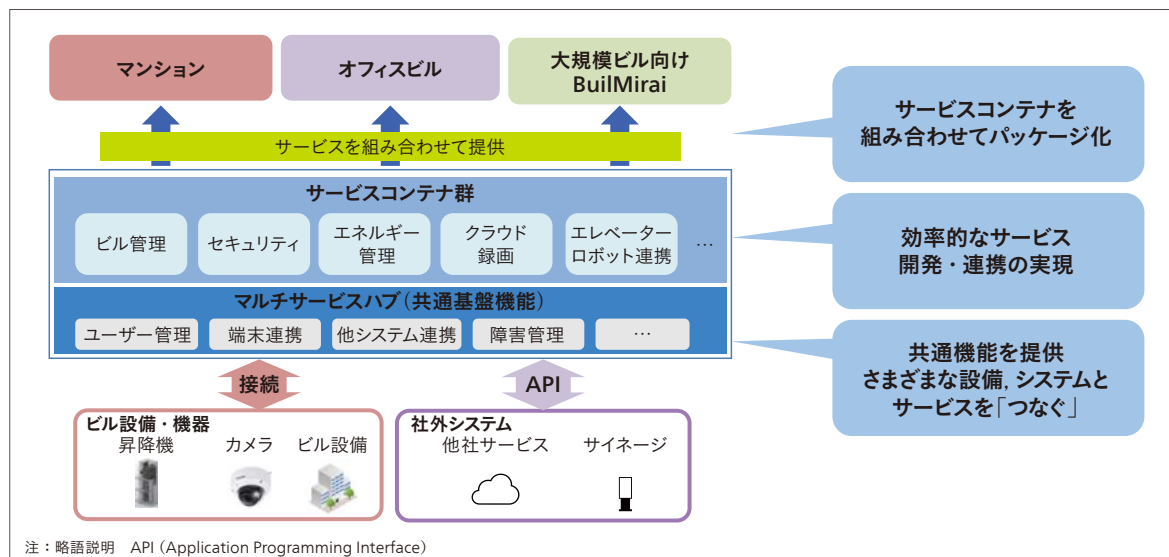 マンション
オフィスビル
大規模ビル向け
BuilMirai
サービスを組み合わせて提供
サービスコンテナ群
ビル管理
セキュリティ
エネルギー
管理
クラウド
録画
エレベーター
ロボット連携
…
マルチサービスハブ(共通基盤機能)
ユーザー管理
端末連携
他システム連携
障害管理
…
接続
API
ビル設備・機器
昇降機
カメラ
ビル設備
社外システム
他社サービス
サイネージ
サービスコンテナを
組み合わせてパッケージ化
効率的なサービス
開発・連携の実現
共通機能を提供
さまざまな設備,システムと
サービスを「つなぐ」
注:略語説明 API(Application Programming Interface)